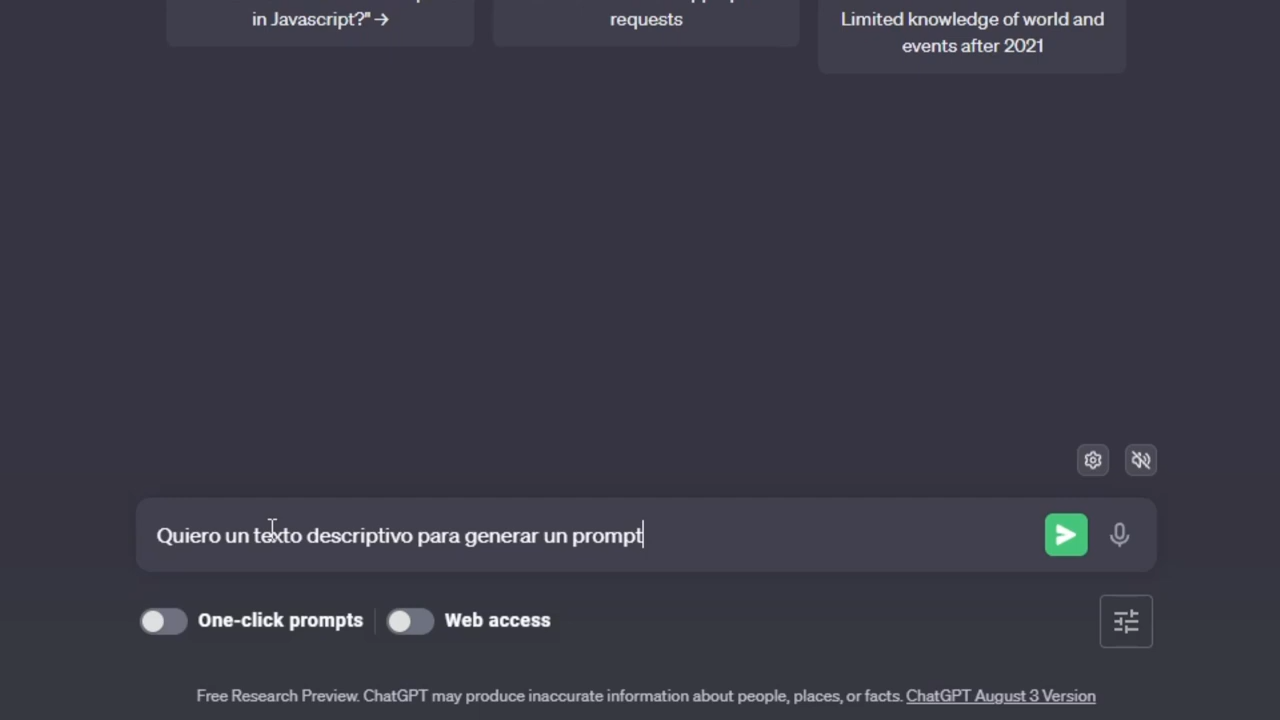 in Javascript?" →
requests
Limited knowledge of world and
events after 2021
Quiero un texto descriptivo para generar un prompt
One-click prompts
Web access
Free Research Preview. ChatGPT may produce inaccurate information about people, places, or facts. ChatGPT August 3 Version